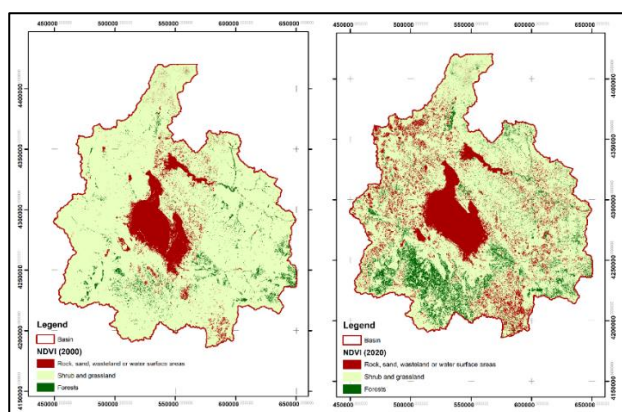 450000 500000 550000 600000 650000
4400000
4350000
4300000
4250000
4200000
4150000
Legend
Basin
NDVI (2000)
Rock, sand, wasteland or water surface areas
Shrub and grassland
Forests
450000 500000 550000 600000 650000
450000 500000 550000 600000 650000
4400000
4350000
4300000
4250000
4200000
4150000
Legend
Basin
NDVI (2020)
Rock, sand, wasteland or water surface areas
Shrub and grassland
Forests
450000 500000 550000 600000 650000